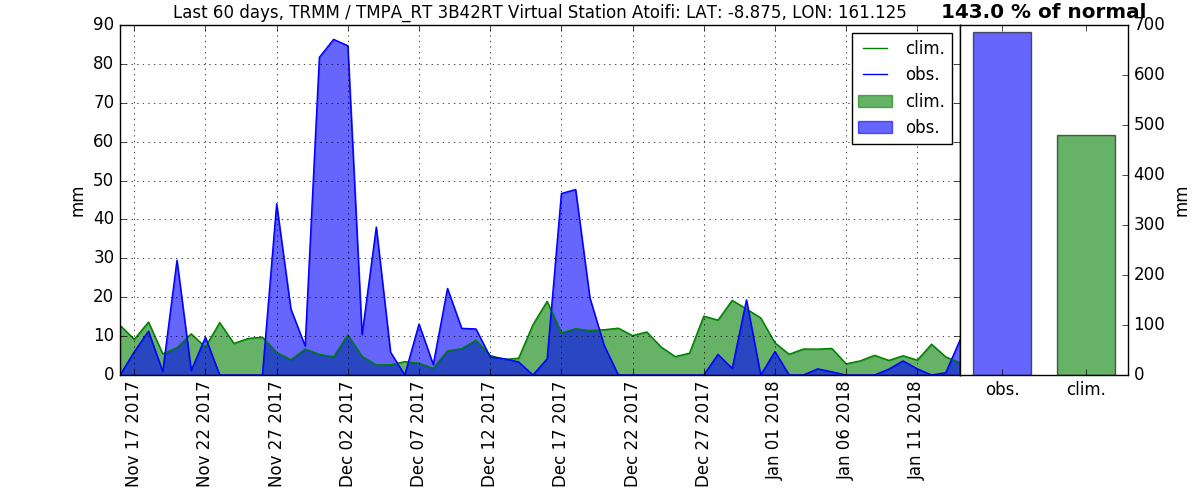 Last 60 days, TRMM / TMPA_RT 3B42RT Virtual Station Atoifi: LAT: -8.875, LON: 161.125
143.0 % of normal
90
80
70
60
50
40
30
20
10
0
mm
clim.
obs.
clim.
obs.
Nov 17 2017
Nov 22 2017
Nov 27 2017
Dec 02 2017
Dec 07 2017
Dec 12 2017
Dec 17 2017
Dec 22 2017
Dec 27 2017
Jan 01 2018
Jan 06 2018
Jan 11 2018
700
600
500
400
300
200
100
0
mm
obs.
clim.